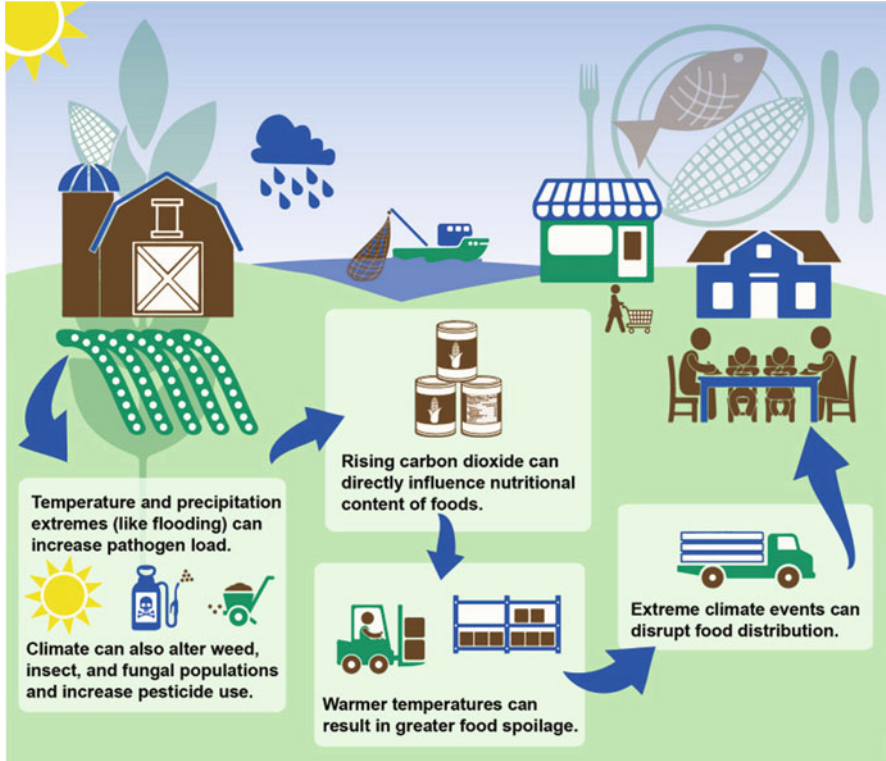 Temperature and precipitation
extremes (like flooding) can
increase pathogen load.
Climate can also alter weed,
insect, and fungal populations
and increase pesticide use.
Rising carbon dioxide can
directly influence nutritional
content of foods.
Warmer temperatures can
result in greater food spoilage.
Extreme climate events can
disrupt food distribution.